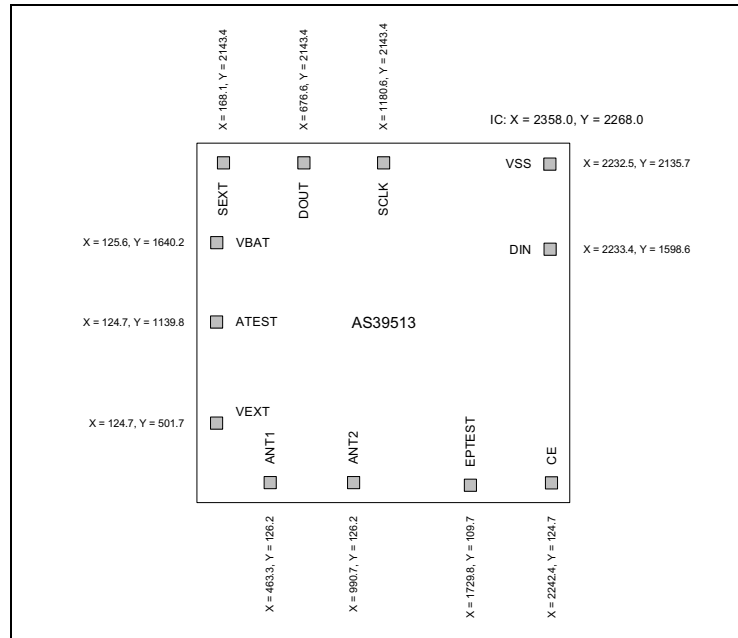 X = 168.1, Y = 2143.4
X = 676.6, Y = 2143.4
X = 1180.6, Y = 2143.4
IC: X = 2358.0, Y = 2268.0
SEXT
DOUT
SCLK
VSS
X = 2232.5, Y = 2135.7
X = 125.6, Y = 1640.2
VBAT
DIN
X = 2233.4, Y = 1598.6
X = 124.7, Y = 1139.8
ATEST
AS39513
X = 124.7, Y = 501.7
VEXT
ANT1
ANT2
EPTEST
CE
X = 463.3, Y = 126.2
X = 990.7, Y = 126.2
X = 1729.8, Y = 109.7
X = 2242.4, Y = 124.7